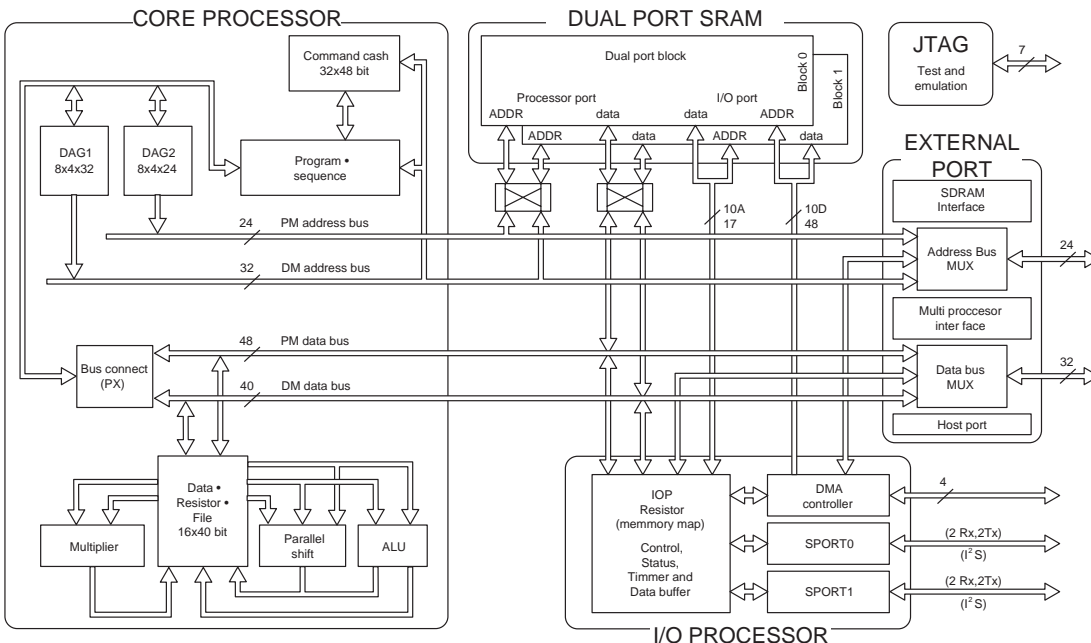 CORE PROCESSOR
Command cash
32x48 bit
DAG1
8x4x32
DAG2
8x4x24
Program •
sequence
24
PM address bus
32
DM address bus
48
PM data bus
40
DM data bus
Bus connect
(PX)
Data •
Resistor •
File
16x40 bit
Multiplier
Parallel
shift
ALU
DUAL PORT SRAM
Dual port block
Block 0
Block 1
Processor port
I/O port
ADDR
data
data
ADDR
ADDR
data
ADDR
data
10A
17
10D
48
JTAG
Test and
emulation
7
EXTERNAL
PORT
SDRAM
Interface
Address Bus
MUX
24
Multi proccesor
inter face
Data bus
MUX
32
Host port
IOP
Resistor
(memmory map)
Control,
Status,
Timmer and
Data buffer
DMA
controller
4
SPORT0
(2 Rx,2Tx)
(I²S)
SPORT1
(2 Rx,2Tx)
(I²S)
I/O PROCESSOR